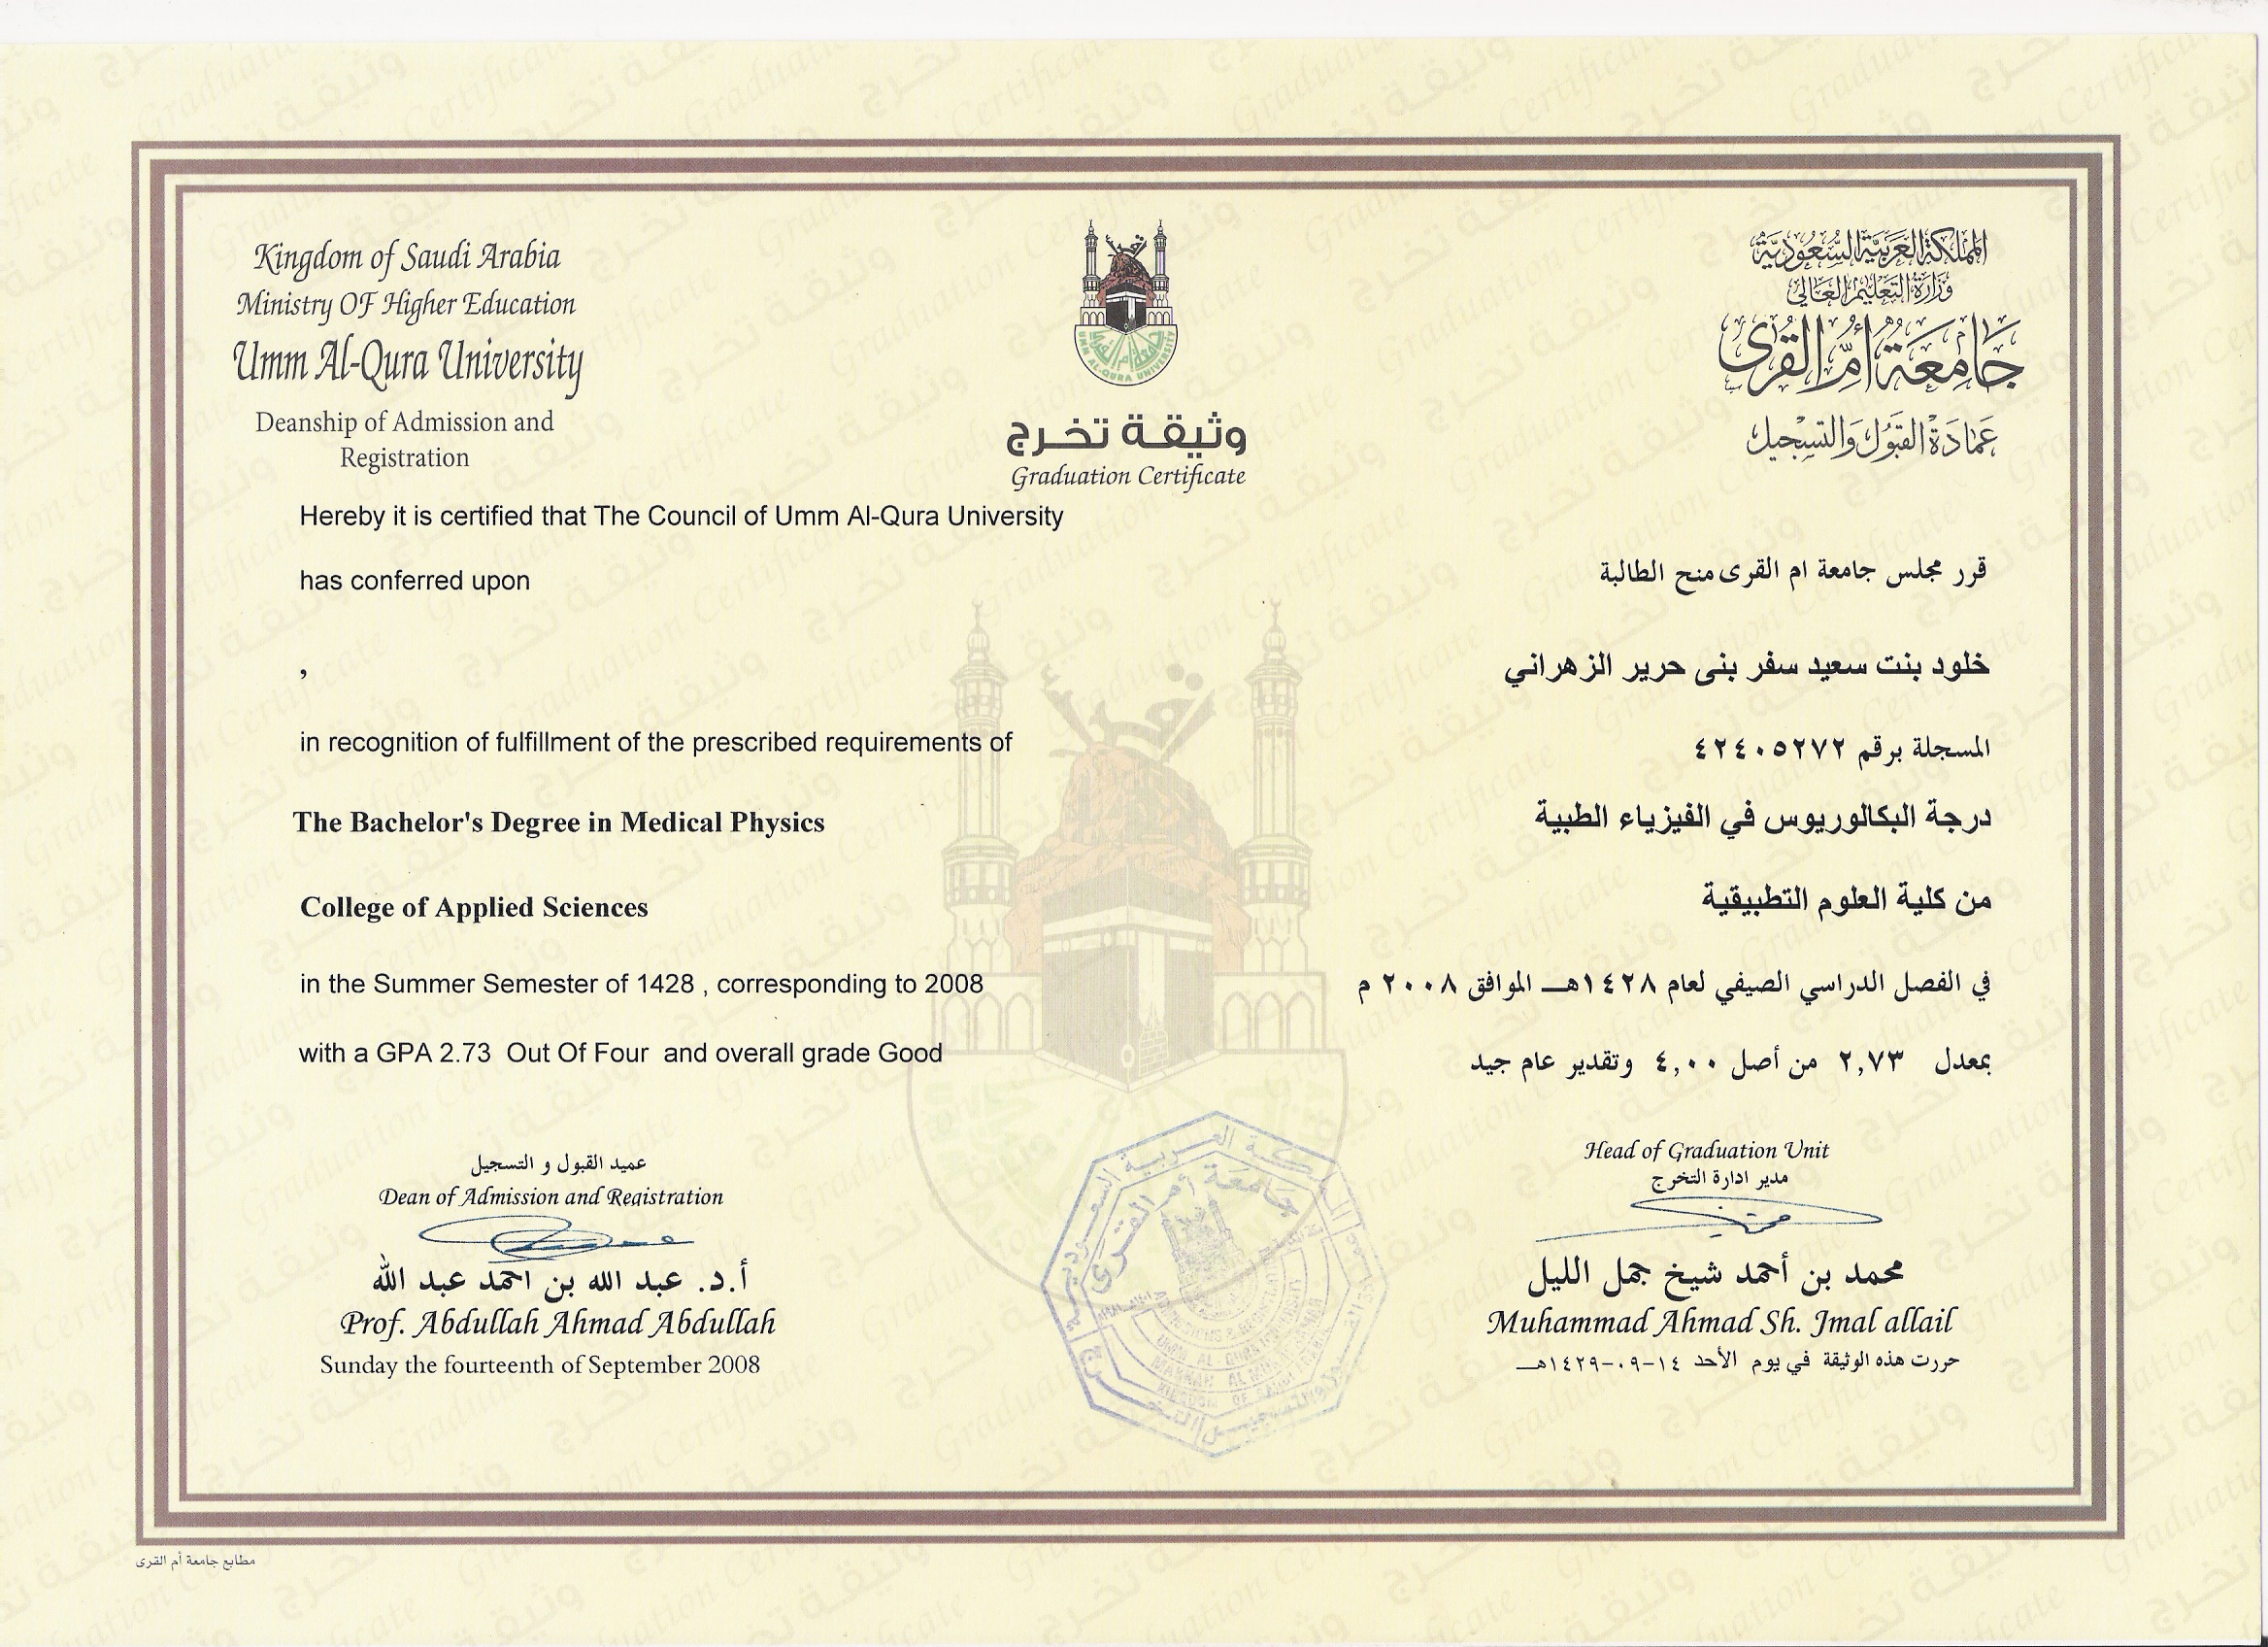 Kingdom of Saudi Arabia
Ministry OF Higher Education
Umm Al-Qura University
Deanship of Admission and
Registration
المملكة العربية السعودية
وزارة التعليم العالي
جامعة أم القرى
عمادة القبول والتسجيل
UMM AL-QURA UNIVERSITY
وثيقة تخرج
Graduation Certificate
Hereby it is certified that The Council of Umm Al-Qura University
has conferred upon
,
in recognition of fulfillment of the prescribed requirements of
The Bachelor's Degree in Medical Physics
College of Applied Sciences
in the Summer Semester of 1428 , corresponding to 2008
with a GPA 2.73 Out Of Four and overall grade Good
قرر مجلس جامعة ام القرى منح الطالبة
خلود بنت سعيد سفر بنى حرير الزهراني
المسجلة برقم ٤٢٤٠٥٢٧٢
درجة البكالوريوس في الفيزياء الطبية
من كلية العلوم التطبيقية
في الفصل الدراسي الصيفي لعام ١٤٢٨هـ الموافق ٢٠٠٨ م
بمعدل ٢,٧٣ من أصل ٤,٠٠ وتقدير عام جيد
عميد القبول و التسجيل
Dean of Admission and Registration
أ.د. عبد الله بن احمد عبد الله
Prof. Abdullah Ahmad Abdullah
Sunday the fourteenth of September 2008
Head of Graduation Unit
مدير ادارة التخرج
محمد بن أحمد شيخ جمل الليل
Muhammad Ahmad Sh. Jmal allail
حررت هذه الوثيقة في يوم الأحد ١٤-٠٩-١٤٢٩هـ
المملكة العربية السعودية
جامعة أم القرى
UMM AL QURA UNIVERSITY
مطابع جامعة أم القرى